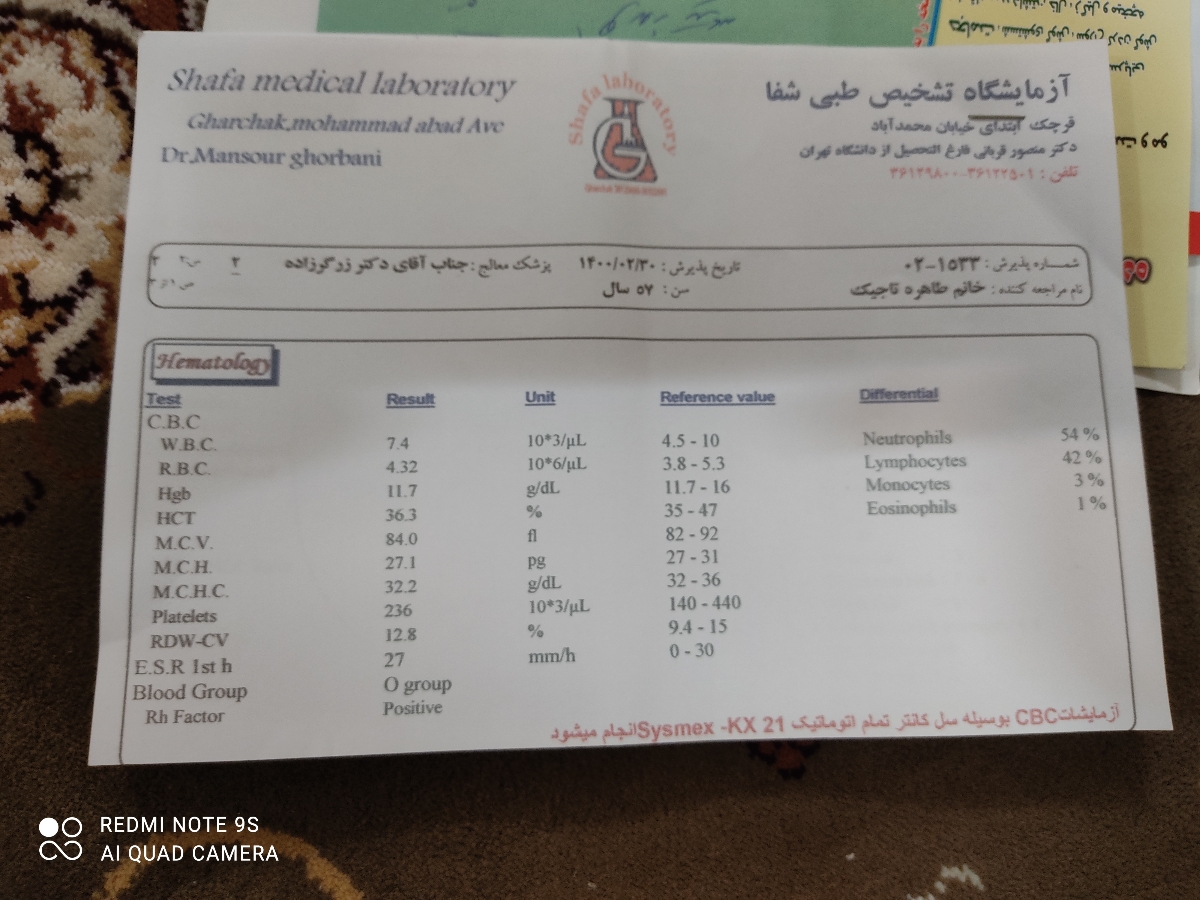 Shafa medical laboratory
Gharchak,mohammad abad Ave
Dr.Mansour ghorbani
Shafa laboratory
آزمایشگاه تشخیص طبی شفا
قرچک ابتدای خیابان محمدآباد
دکتر منصور قربانی فارغ التحصیل از دانشگاه تهران
تلفن : ۳۶۱۲۲۵۰۱-۳۶۱۲۹۸۰۰
شماره پذیرش : ۱۵۳۳-۰۲ تاریخ پذیرش : ۱۴۰۰/۰۲/۳۰ پزشک معالج : جناب آقای دکتر زرگرزاده ۲
نام مراجعه کننده : خانم طاهره تاجیک سن : ۵۷ سال
Hematology
Test Result Unit Reference value Differential
C.B.C
W.B.C. 7.4 10*3/µL 4.5 - 10 Neutrophils 54 %
R.B.C. 4.32 10*6/µL 3.8 - 5.3 Lymphocytes 42 %
Hgb 11.7 g/dL 11.7 - 16 Monocytes 3 %
HCT 36.3 % 35 - 47 Eosinophils 1 %
M.C.V. 84.0 fl 82 - 92
M.C.H. 27.1 pg 27 - 31
M.C.H.C. 32.2 g/dL 32 - 36
Platelets 236 10*3/µL 140 - 440
RDW-CV 12.8 % 9.4 - 15
E.S.R 1st h 27 mm/h 0 - 30
Blood Group O group
Rh Factor Positive
آزمایشات CBC بوسیله سل کانتر تمام اتوماتیک Sysmex -KX 21 انجام میشود
REDMI NOTE 9S
AI QUAD CAMERA